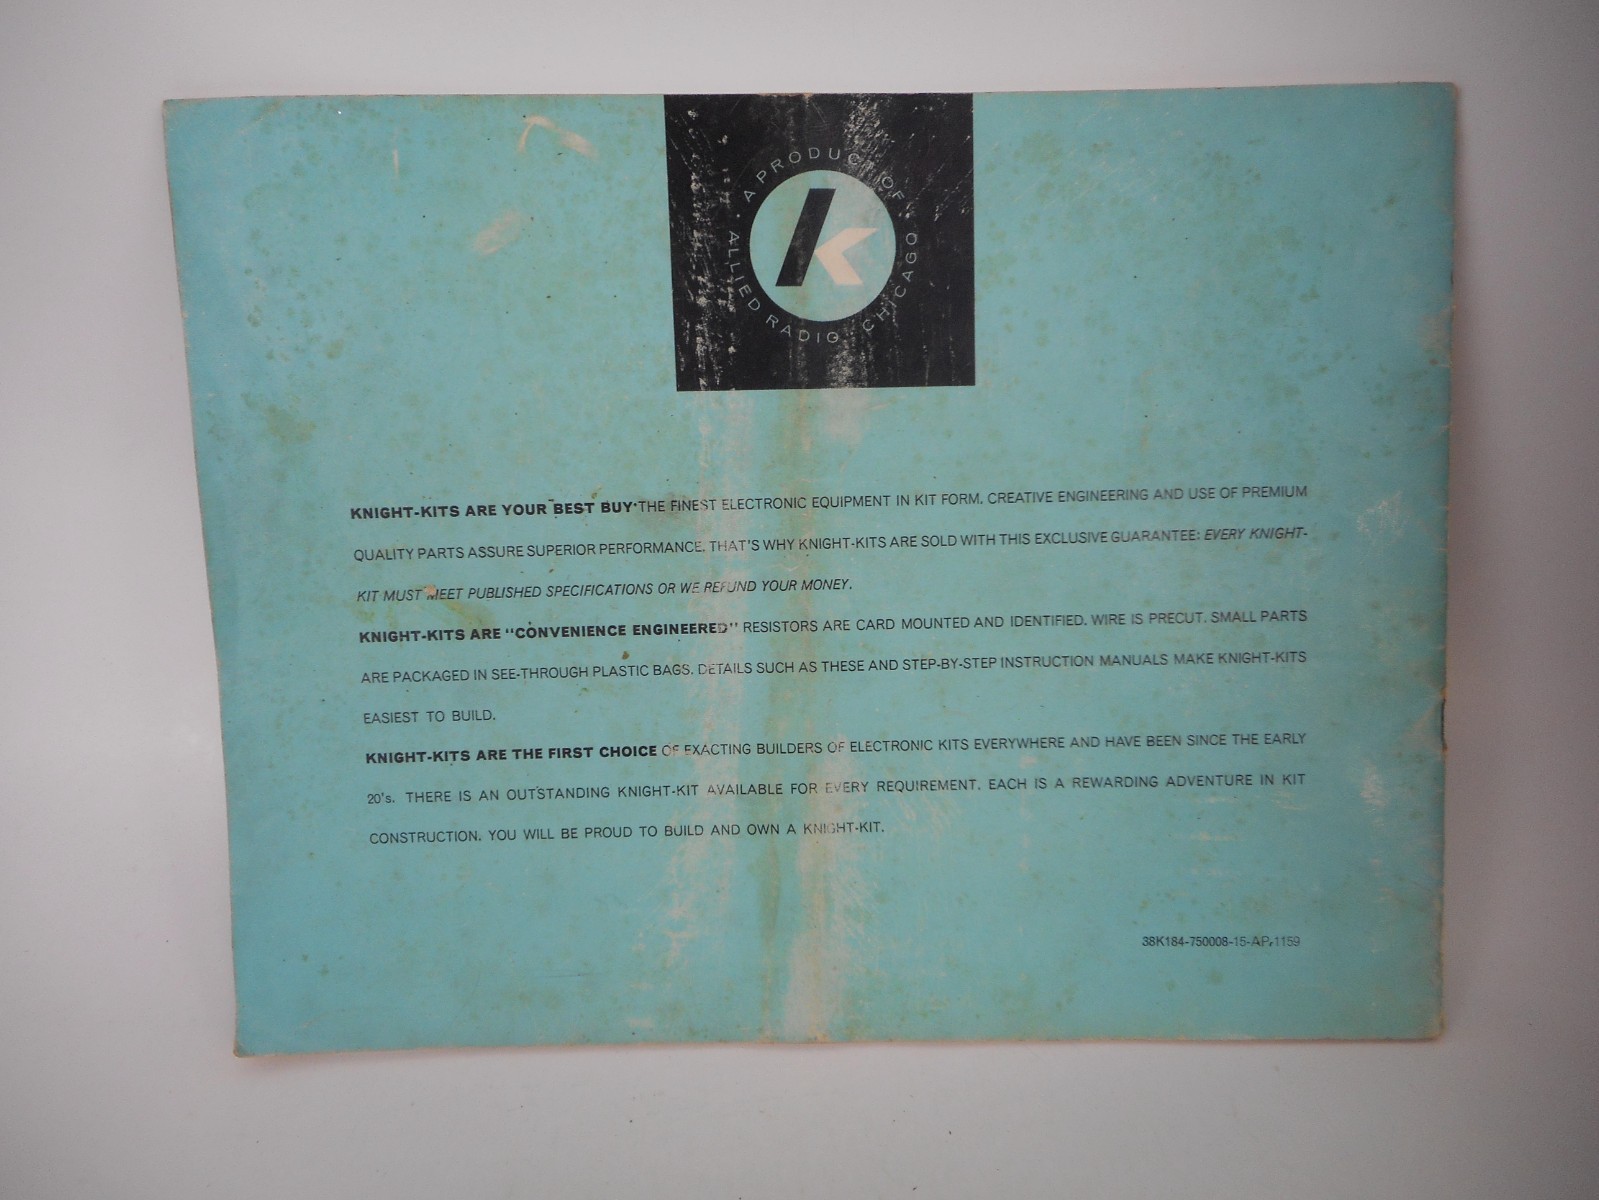 · A PRODUCT OF ·
ALLIED RADIO · CHICAGO
k
KNIGHT-KITS ARE YOUR BEST BUY THE FINEST ELECTRONIC EQUIPMENT IN KIT FORM. CREATIVE ENGINEERING AND USE OF PREMIUM
QUALITY PARTS ASSURE SUPERIOR PERFORMANCE. THAT'S WHY KNIGHT-KITS ARE SOLD WITH THIS EXCLUSIVE GUARANTEE: EVERY KNIGHT-
KIT MUST MEET PUBLISHED SPECIFICATIONS OR WE REFUND YOUR MONEY.
KNIGHT-KITS ARE "CONVENIENCE ENGINEERED" RESISTORS ARE CARD MOUNTED AND IDENTIFIED. WIRE IS PRECUT. SMALL PARTS
ARE PACKAGED IN SEE-THROUGH PLASTIC BAGS. DETAILS SUCH AS THESE AND STEP-BY-STEP INSTRUCTION MANUALS MAKE KNIGHT-KITS
EASIEST TO BUILD.
KNIGHT-KITS ARE THE FIRST CHOICE OF EXACTING BUILDERS OF ELECTRONIC KITS EVERYWHERE AND HAVE BEEN SINCE THE EARLY
20's. THERE IS AN OUTSTANDING KNIGHT-KIT AVAILABLE FOR EVERY REQUIREMENT. EACH IS A REWARDING ADVENTURE IN KIT
CONSTRUCTION. YOU WILL BE PROUD TO BUILD AND OWN A KNIGHT-KIT.
38K184-750008-15-AP,1159